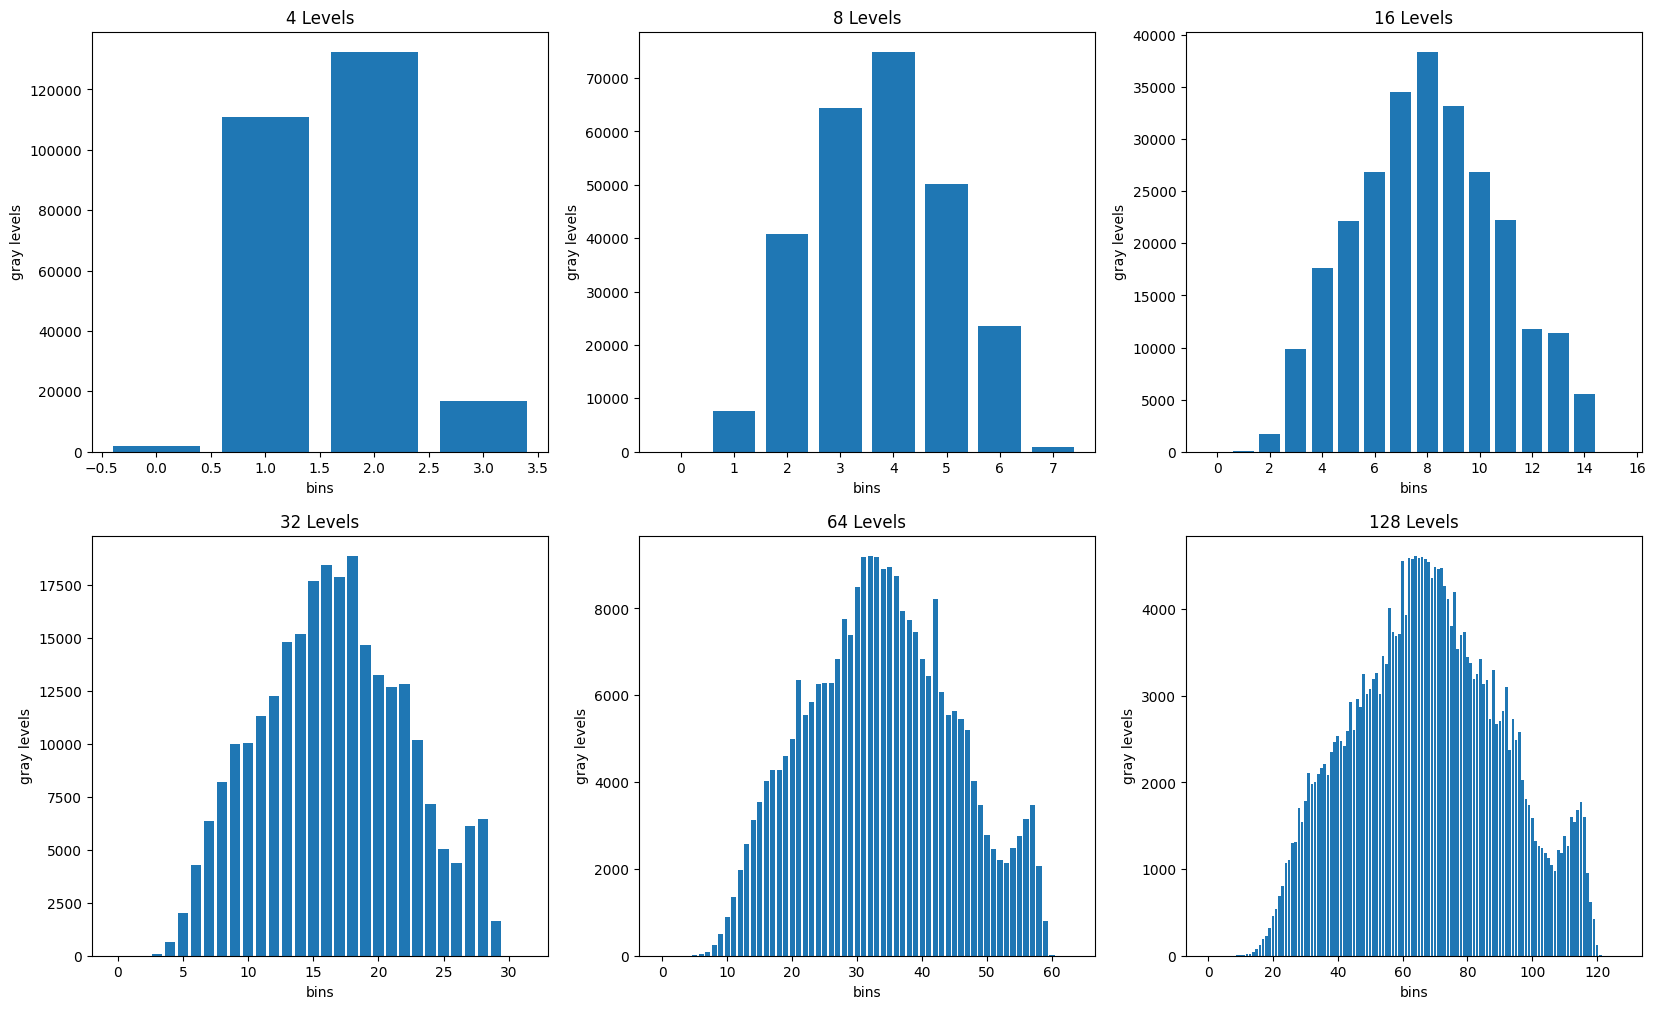 4 Levels
120000
100000
80000
60000
40000
20000
0
gray levels
−0.5 0.0 0.5 1.0 1.5 2.0 2.5 3.0 3.5
bins
8 Levels
70000
60000
50000
40000
30000
20000
10000
0
gray levels
0 1 2 3 4 5 6 7
bins
16 Levels
40000
35000
30000
25000
20000
15000
10000
5000
0
gray levels
0 2 4 6 8 10 12 14 16
bins
32 Levels
17500
15000
12500
10000
7500
5000
2500
0
gray levels
0 5 10 15 20 25 30
bins
64 Levels
8000
6000
4000
2000
0
gray levels
0 10 20 30 40 50 60
bins
128 Levels
4000
3000
2000
1000
0
gray levels
0 20 40 60 80 100 120
bins